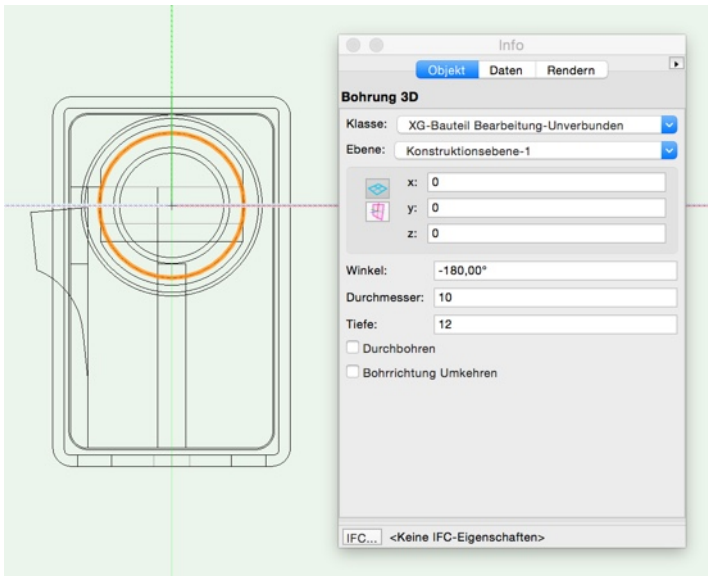 Info
Objekt Daten Rendern
Bohrung 3D
Klasse: XG-Bauteil Bearbeitung-Unverbunden
Ebene: Konstruktionsebene-1
x: 0
y: 0
z: 0
Winkel: -180,00°
Durchmesser: 10
Tiefe: 12
Durchbohren
Bohrrichtung Umkehren
IFC... <Keine IFC-Eigenschaften>